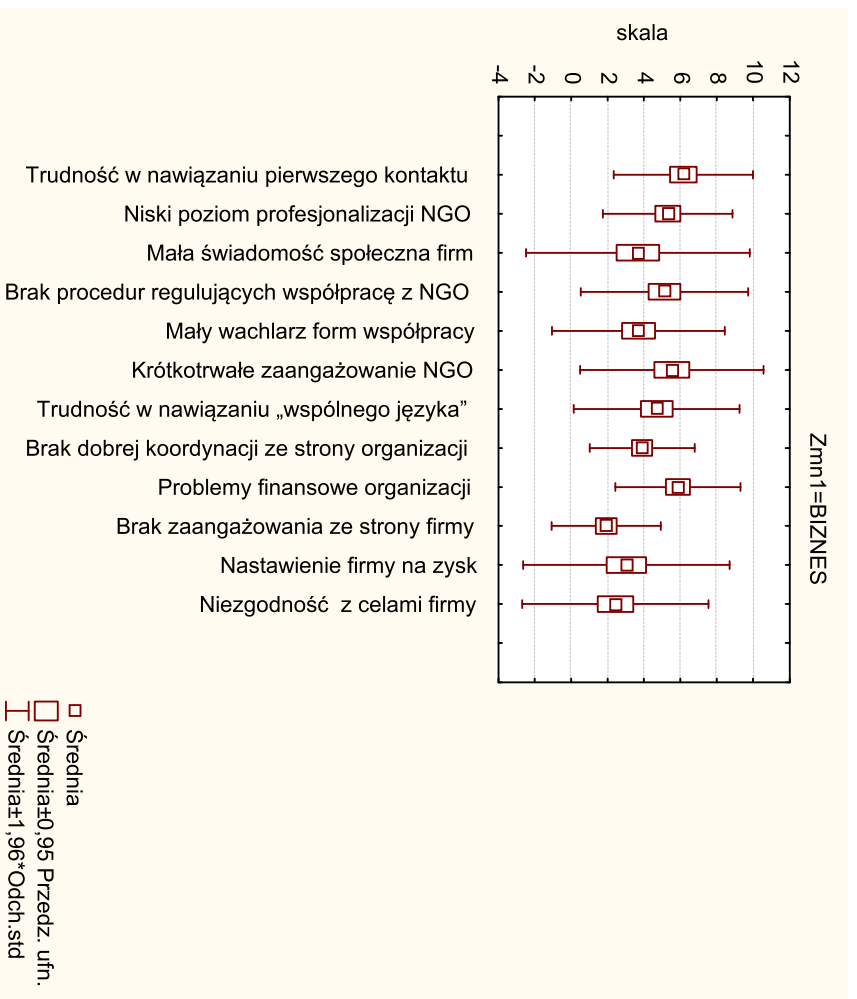 skala
-4 -2 0 2 4 6 8 10 12
Zmn1=BIZNES
Trudność w nawiązaniu pierwszego kontaktu
Niski poziom profesjonalizacji NGO
Mała świadomość społeczna firm
Brak procedur regulujących współpracę z NGO
Mały wachlarz form współpracy
Krótkotrwałe zaangażowanie NGO
Trudność w nawiązaniu „wspólnego języka”
Brak dobrej koordynacji ze strony organizacji
Problemy finansowe organizacji
Brak zaangażowania ze strony firmy
Nastawienie firmy na zysk
Niezgodność z celami firmy
Średnia
Średnia±0,95 Przedz. ufn.
Średnia±1,96*Odch.std